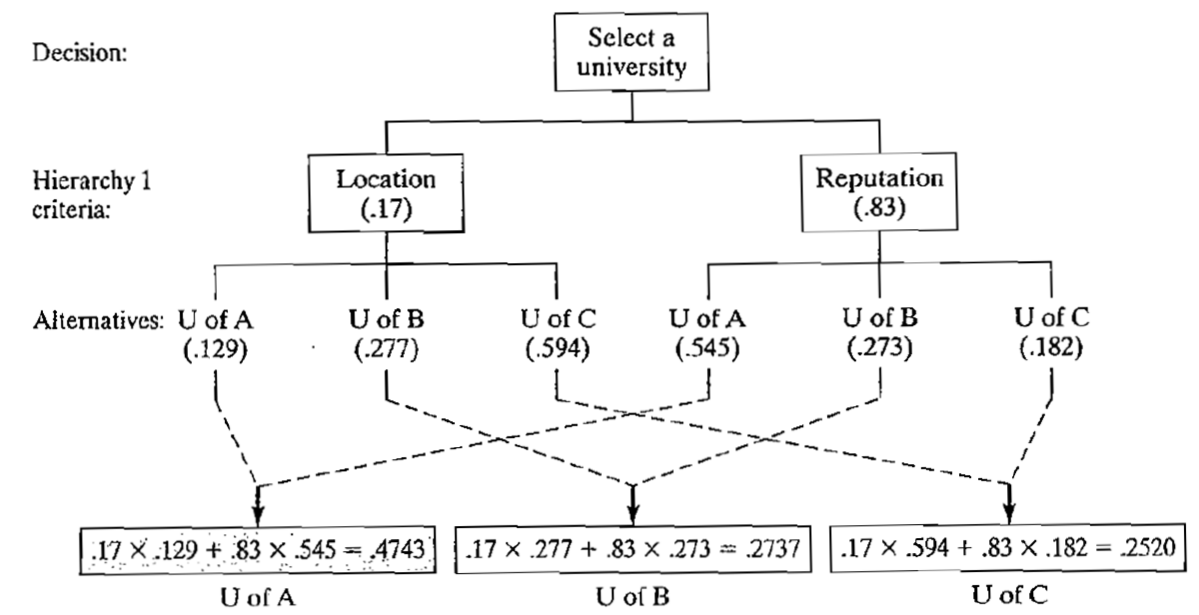 Decision:
Select a
university
Hierarchy 1
criteria:
Location
(.17)
Reputation
(.83)
Alternatives:
U of A
(.129)
U of B
(.277)
U of C
(.594)
U of A
(.545)
U of B
(.273)
U of C
(.182)
.17 × .129 + .83 × .545 = .4743
.17 × .277 + .83 × .273 = .2737
.17 × .594 + .83 × .182 = .2520
U of A
U of B
U of C